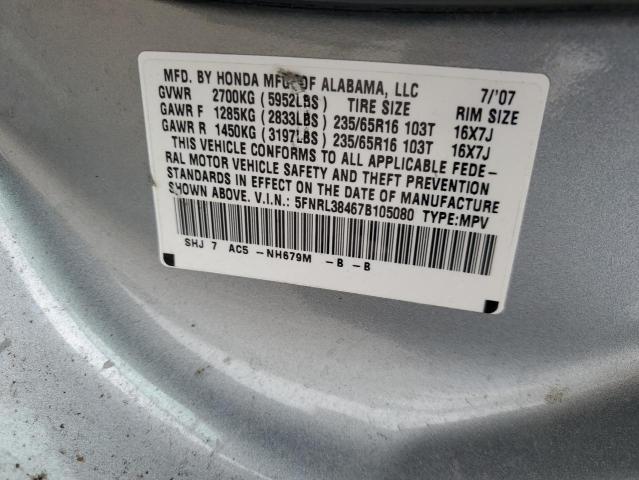 MFD. BY HONDA MFG. OF ALABAMA, LLC 7/'07
GVWR 2700KG (5952LBS) TIRE SIZE RIM SIZE
GAWR F 1285KG (2833LBS) 235/65R16 103T 16X7J
GAWR R 1450KG (3197LBS) 235/65R16 103T 16X7J
THIS VEHICLE CONFORMS TO ALL APPLICABLE FEDE-
RAL MOTOR VEHICLE SAFETY AND THEFT PREVENTION
STANDARDS IN EFFECT ON THE DATE OF MANUFACTURE
SHOWN ABOVE. V.I.N.: 5FNRL38467B105080 TYPE:MPV
SHJ 7 AC5 -NH679M -B -B